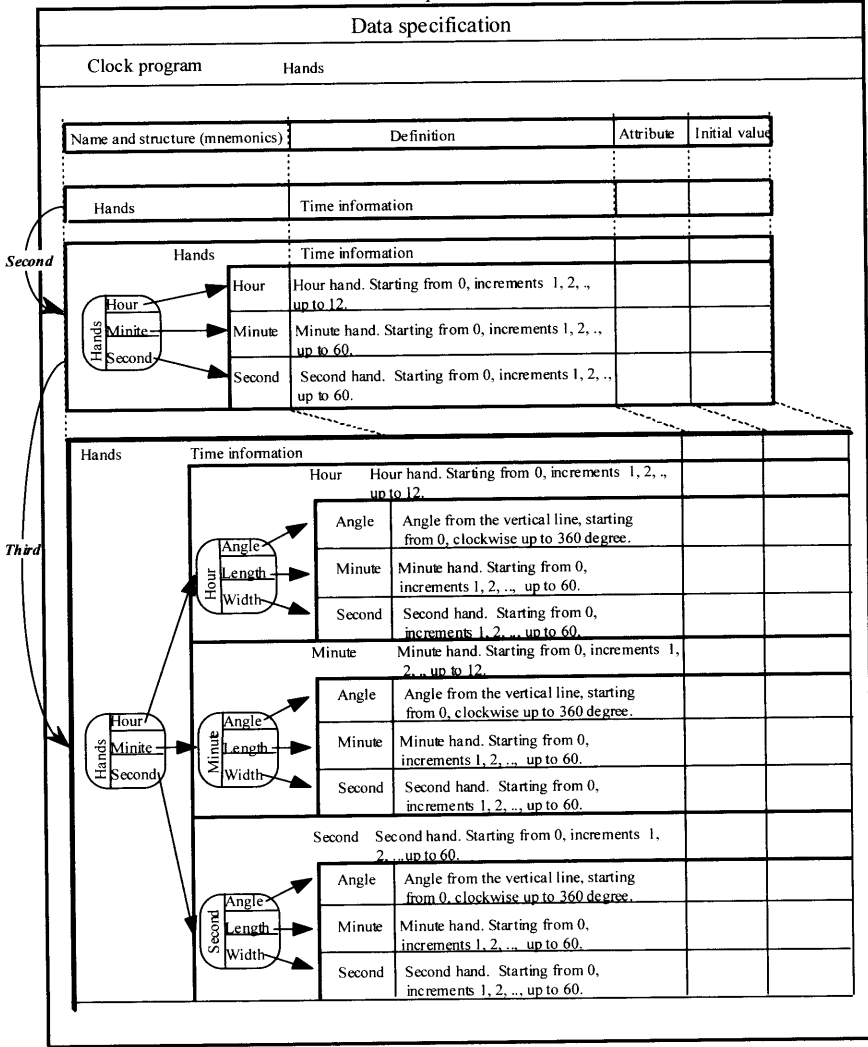 Data specification
Clock program Hands
Name and structure (mnemonics) Definition Attribute Initial value
Hands Time information
Second
Hands Time information
Hour Hour hand. Starting from 0, increments 1, 2, .,
up to 12.
Hands
Hour
Minite
Second
Minute Minute hand. Starting from 0, increments 1, 2, .,
up to 60.
Second Second hand. Starting from 0, increments 1, 2, .,
up to 60.
Third
Hands Time information
Hour Hour hand. Starting from 0, increments 1, 2, .,
up to 12.
Hour
Angle
Length
Width
Angle Angle from the vertical line, starting
from 0, clockwise up to 360 degree.
Minute Minute hand. Starting from 0,
increments 1, 2, .., up to 60.
Second Second hand. Starting from 0,
increments 1, 2, .., up to 60.
Minute Minute hand. Starting from 0, increments 1,
2, ., up to 12.
Hands
Hour
Minite
Second
Minute
Angle
Length
Width
Angle Angle from the vertical line, starting
from 0, clockwise up to 360 degree.
Minute Minute hand. Starting from 0,
increments 1, 2, .., up to 60.
Second Second hand. Starting from 0,
increments 1, 2, .., up to 60.
Second Second hand. Starting from 0, increments 1,
2, .., up to 60.
Second
Angle
Length
Width
Angle Angle from the vertical line, starting
from 0, clockwise up to 360 degree.
Minute Minute hand. Starting from 0,
increments 1, 2, .., up to 60.
Second Second hand. Starting from 0,
increments 1, 2, .., up to 60.